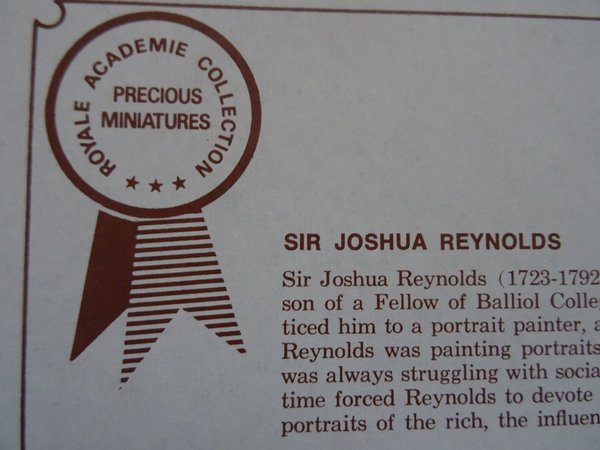 ROYALE ACADEMIE COLLECTION
PRECIOUS
MINIATURES
SIR JOSHUA REYNOLDS
Sir Joshua Reynolds (1723-1792
son of a Fellow of Balliol Colle
ticed him to a portrait painter, a
Reynolds was painting portraits
was always struggling with social
time forced Reynolds to devote
portraits of the rich, the influen